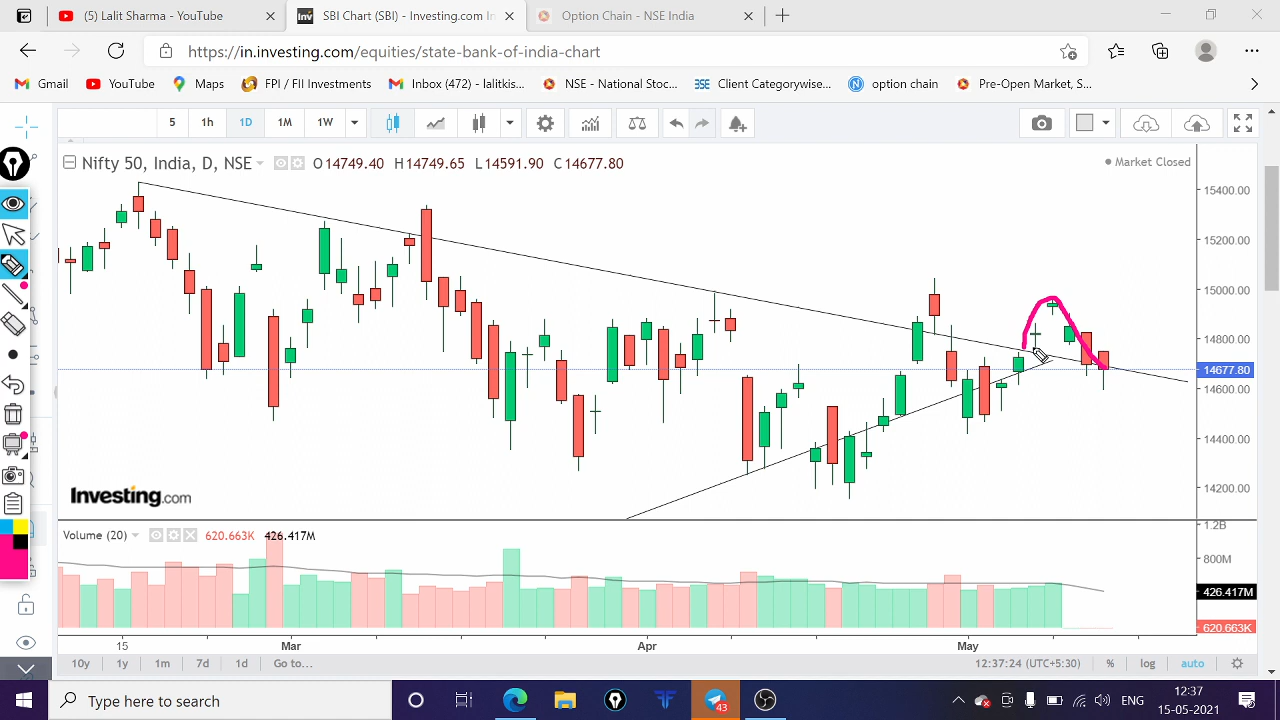 (5) Lalit Sharma - YouTube
SBI Chart (SBI) - Investing.com In
Option Chain - NSE India
https://in.investing.com/equities/state-bank-of-india-chart
Gmail
YouTube
Maps
FPI / FII Investments
Inbox (472) - lalitkis...
NSE - National Stoc...
BSE
Client Categorywise...
option chain
Pre-Open Market, S...
5 1h 1D 1M 1W
Nifty 50, India, D, NSE
O14749.40 H14749.65 L14591.90 C14677.80
Market Closed
15400.00
15200.00
15000.00
14800.00
14677.80
14600.00
14400.00
14200.00
Investing.com
Volume (20) 620.663K 426.417M
1.2B
800M
426.417M
620.663K
15 Mar Apr May
10y 1y 1m 7d 1d Go to...
12:37:24 (UTC+5:30) % log auto
Type here to search
43
ENG
12:37
15-05-2021